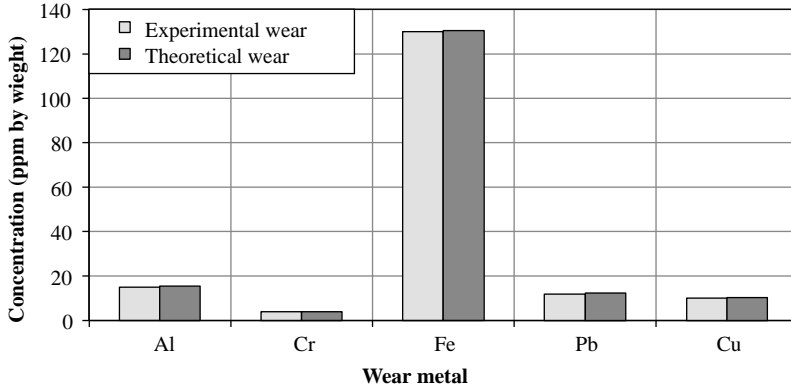 Concentration (ppm by wieght)
140
120
100
80
60
40
20
0
Experimental wear
Theoretical wear
Al Cr Fe Pb Cu
Wear metal